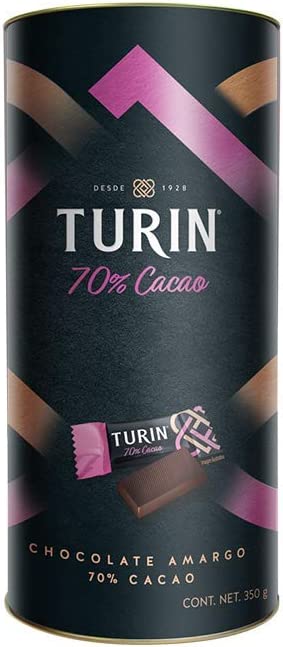 DESDE 1928
TURIN®
70% Cacao
TURIN®
70% Cacao
CHOCOLATE AMARGO
70% CACAO
CONT. NET. 350 g